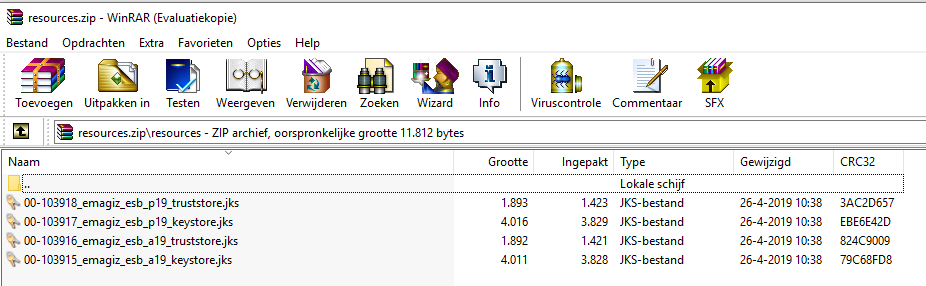 resources.zip - WinRAR (Evaluatiekopie)
Bestand Opdrachten Extra Favorieten Opties Help
Toevoegen Uitpakken in Testen Weergeven Verwijderen Zoeken Wizard Info Viruscontrole Commentaar SFX
resources.zip\resources - ZIP archief, oorspronkelijke grootte 11.812 bytes
Naam Grootte Ingepakt Type Gewijzigd CRC32
.. Lokale schijf
00-103918_emagiz_esb_p19_truststore.jks 1.893 1.423 JKS-bestand 26-4-2019 10:38 3AC2D657
00-103917_emagiz_esb_p19_keystore.jks 4.016 3.829 JKS-bestand 26-4-2019 10:38 EBE6E42D
00-103916_emagiz_esb_a19_truststore.jks 1.892 1.421 JKS-bestand 26-4-2019 10:38 824C9009
00-103915_emagiz_esb_a19_keystore.jks 4.011 3.828 JKS-bestand 26-4-2019 10:38 79C68FD8